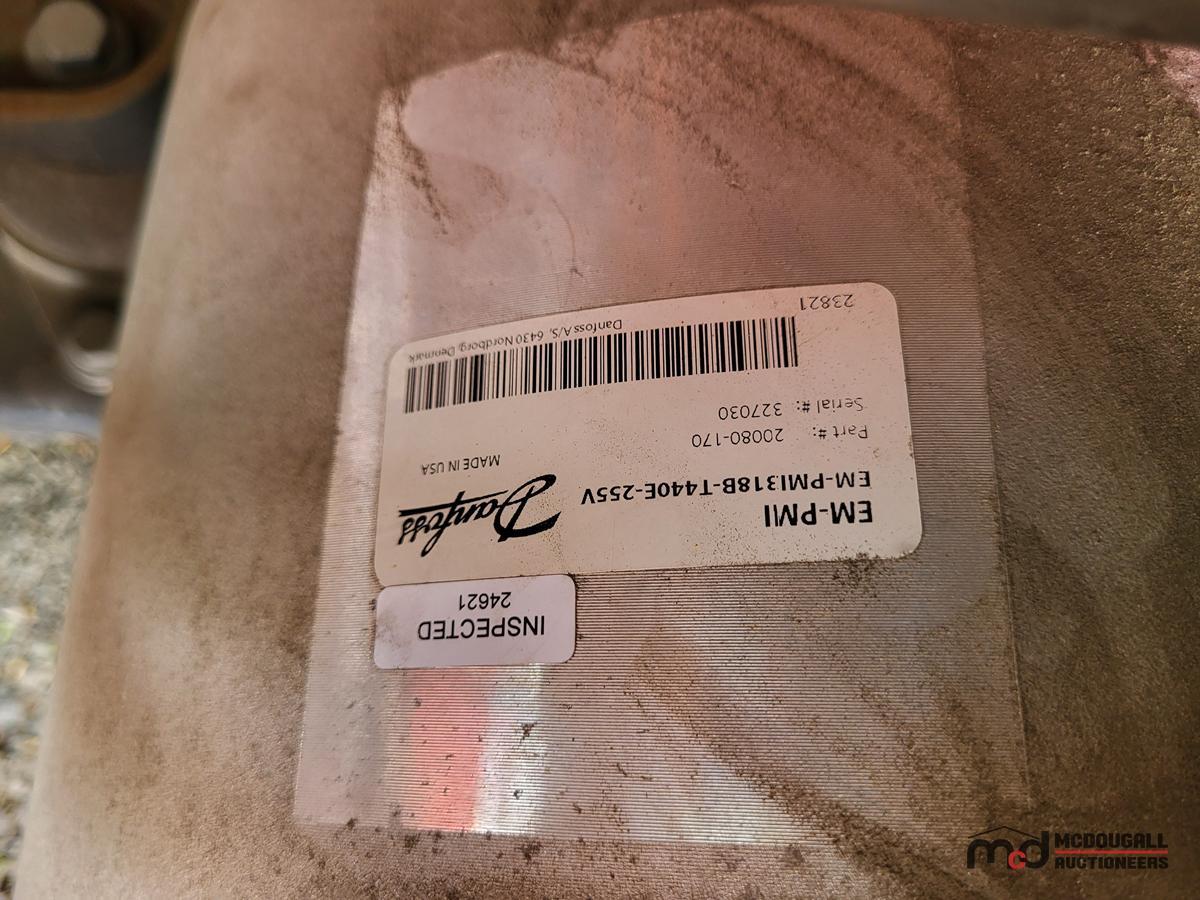 INSPECTED
24621
EM-PMI
EM-PMI318B-T440E-255V
Danfoss
MADE IN USA
Part #: 20080-170
Serial #: 327030
Danfoss A/S, 6430 Nordborg, Denmark
23821
mcd MCDOUGALL
AUCTIONEERS